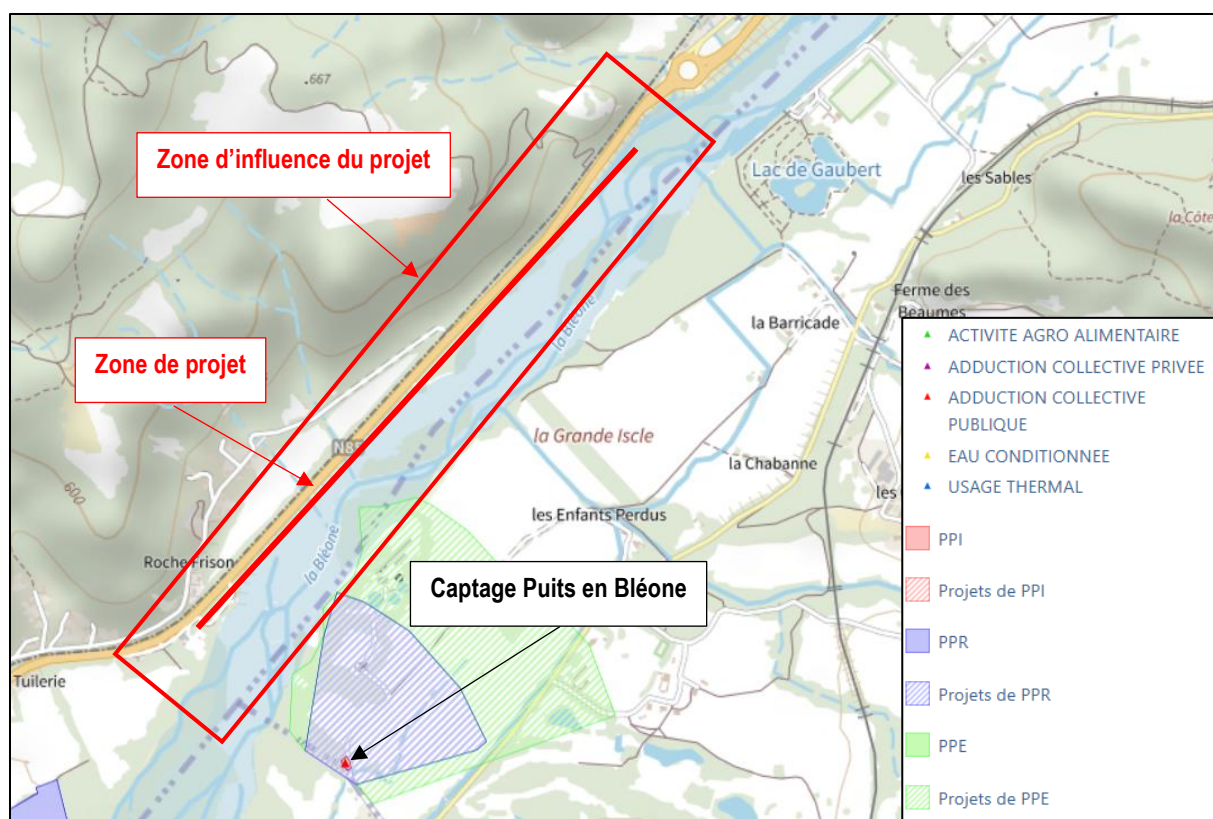 .667
Zone d’influence du projet
Lac de Gaubert
les Sables
la Côte
Ferme des
Beaumes
la Bléone
la Barricade
Zone de projet
la Grande Iscle
la Chabanne
les
600
les Enfants Perdus
Roche Frison
la Bléone
Captage Puits en Bléone
Tuilerie
ACTIVITE AGRO ALIMENTAIRE
ADDUCTION COLLECTIVE PRIVEE
ADDUCTION COLLECTIVE
PUBLIQUE
EAU CONDITIONNEE
USAGE THERMAL
PPI
Projets de PPI
PPR
Projets de PPR
PPE
Projets de PPE